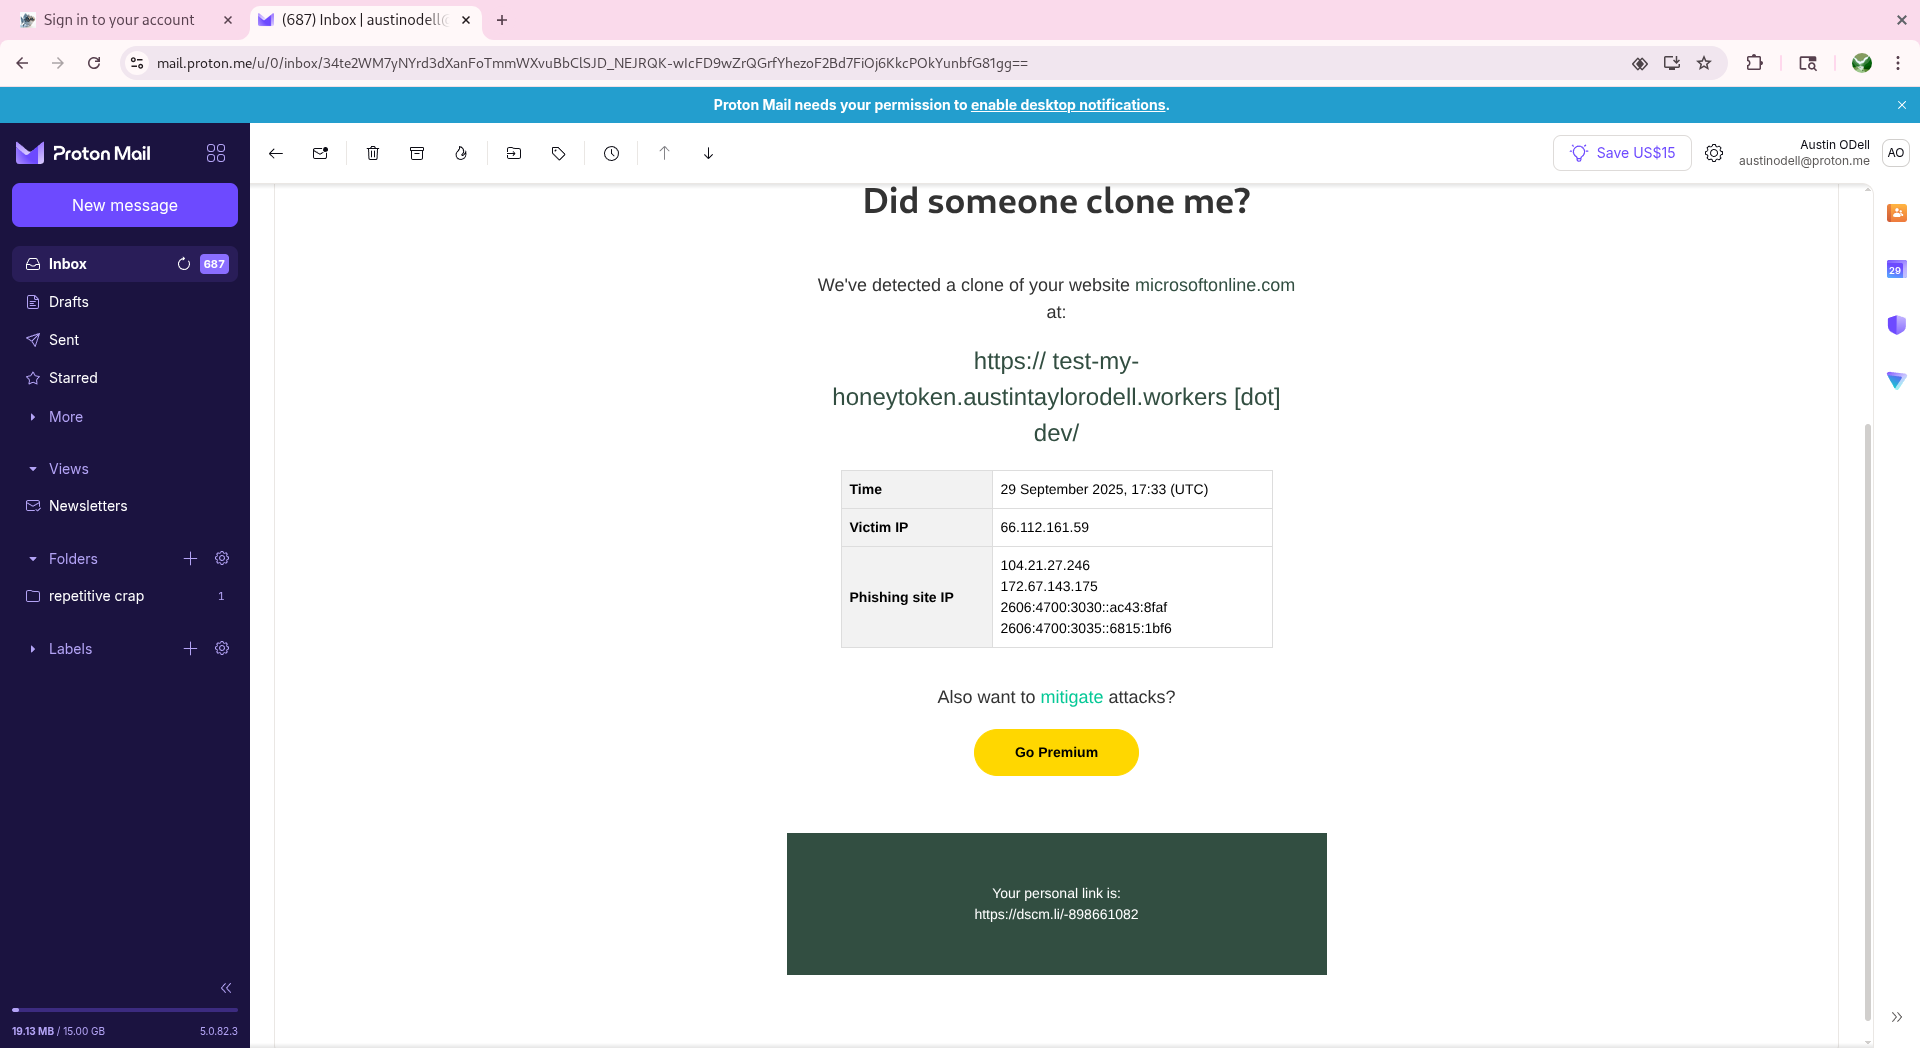 Sign in to your account
(687) Inbox | austinodell@
mail.proton.me/u/0/inbox/34te2WM7yNYrd3dXanFoTmmWXvuBbClSJD_NEJRQK-wIcFD9wZrQGrfYhezoF2Bd7FiOj6KkcPOkYunbfG81gg==
Proton Mail needs your permission to enable desktop notifications.
Proton Mail
Save US$15
Austin ODell
austinodell@proton.me
AO
New message
Inbox
687
Drafts
Sent
Starred
More
Views
Newsletters
Folders
repetitive crap
1
Labels
19.13 MB / 15.00 GB
5.0.82.3
Did someone clone me?
We've detected a clone of your website microsoftonline.com
at:
https:// test-my-
honeytoken.austintaylorodell.workers [dot]
dev/
Time
29 September 2025, 17:33 (UTC)
Victim IP
66.112.161.59
Phishing site IP
104.21.27.246
172.67.143.175
2606:4700:3030::ac43:8faf
2606:4700:3035::6815:1bf6
Also want to mitigate attacks?
Go Premium
Your personal link is:
https://dscm.li/-898661082
29